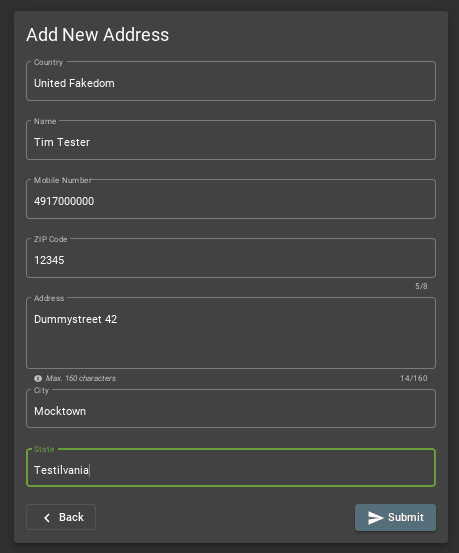 Add New Address
Country
United Fakedom
Name
Tim Tester
Mobile Number
4917000000
ZIP Code
12345
5/8
Address
Dummystreet 42
Max. 160 characters 14/160
City
Mocktown
State
Testilvania
Back Submit